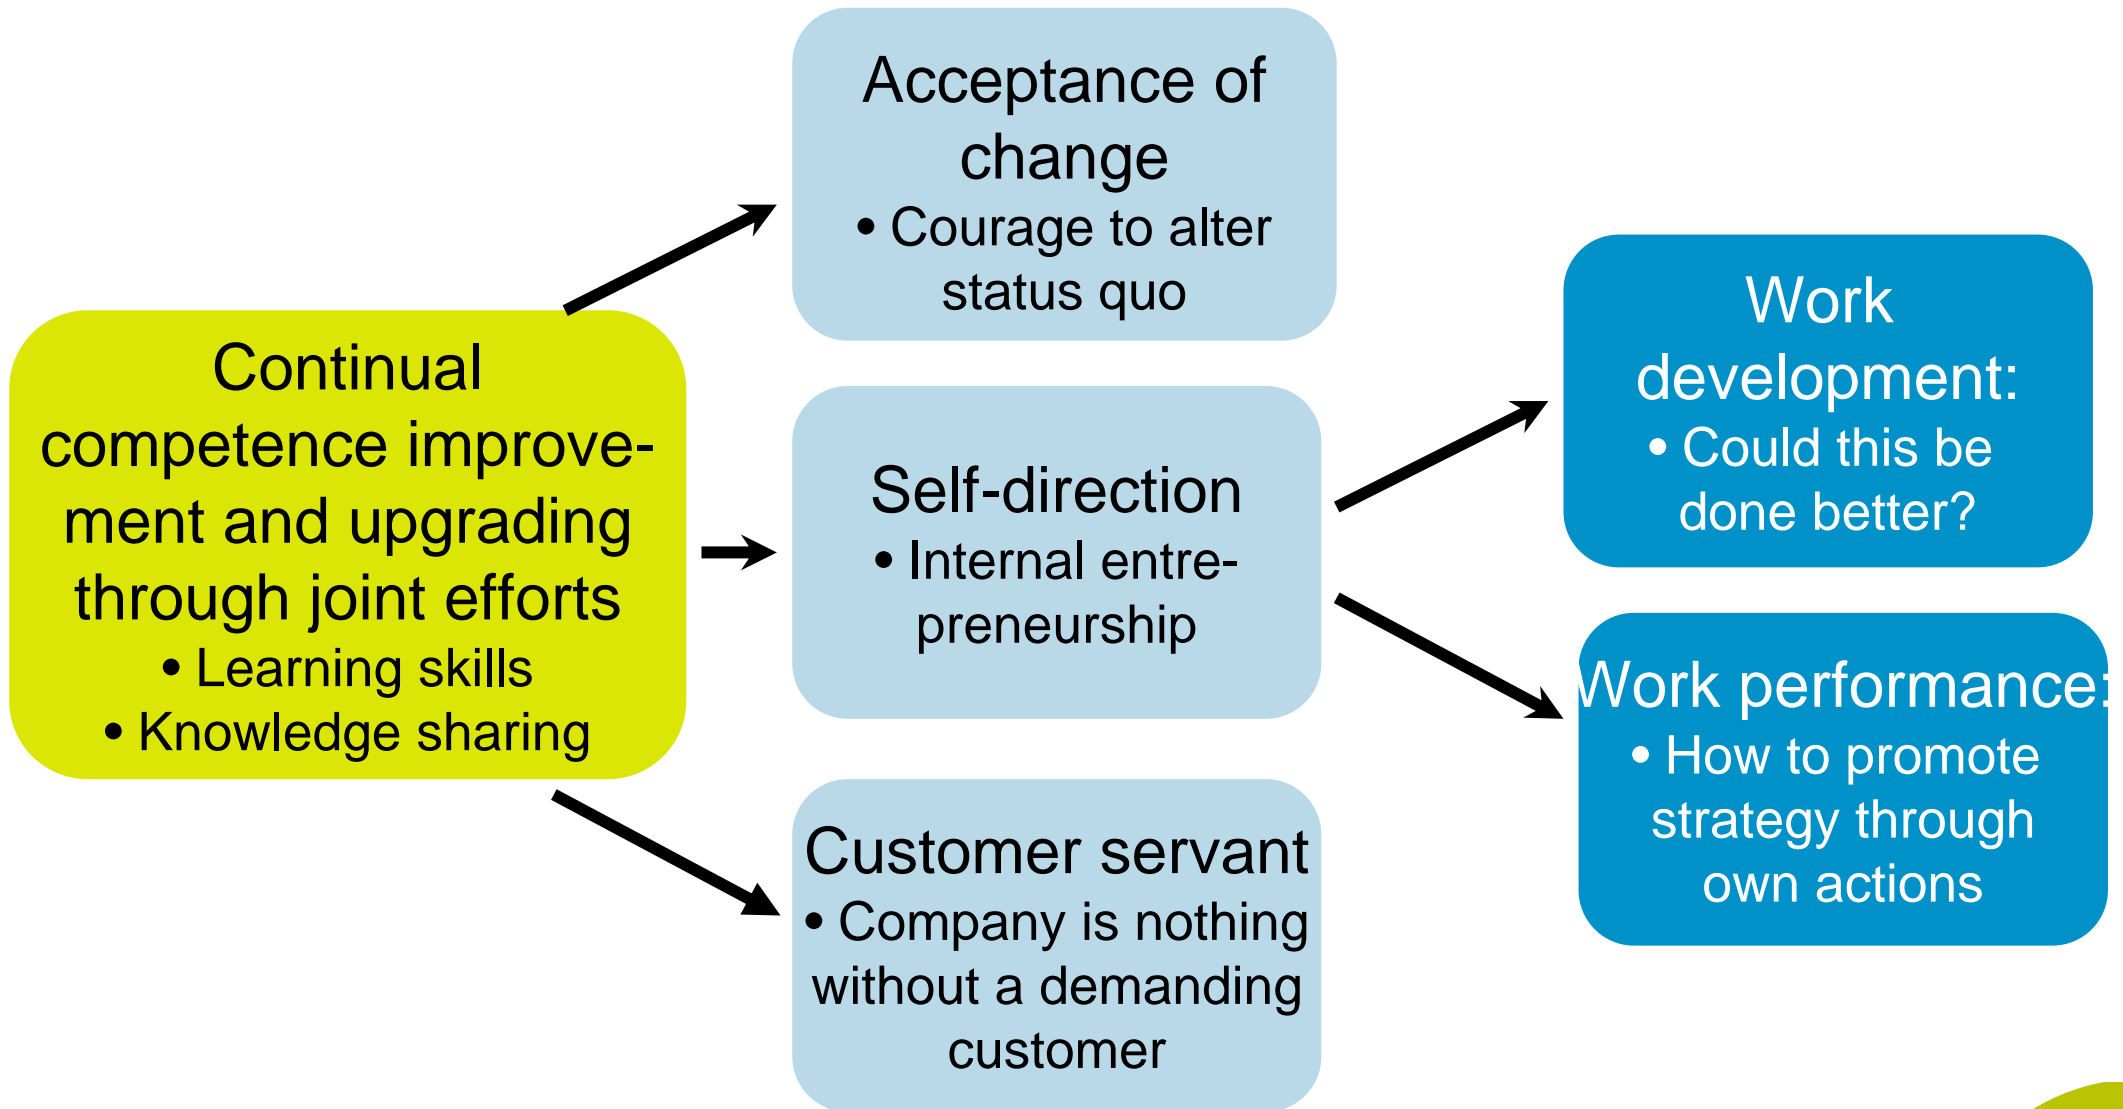 Continual
competence improve-
ment and upgrading
through joint efforts
• Learning skills
• Knowledge sharing
Acceptance of
change
• Courage to alter
status quo
Self-direction
• Internal entre-
preneurship
Customer servant
• Company is nothing
without a demanding
customer
Work
development:
• Could this be
done better?
Work performance:
• How to promote
strategy through
own actions